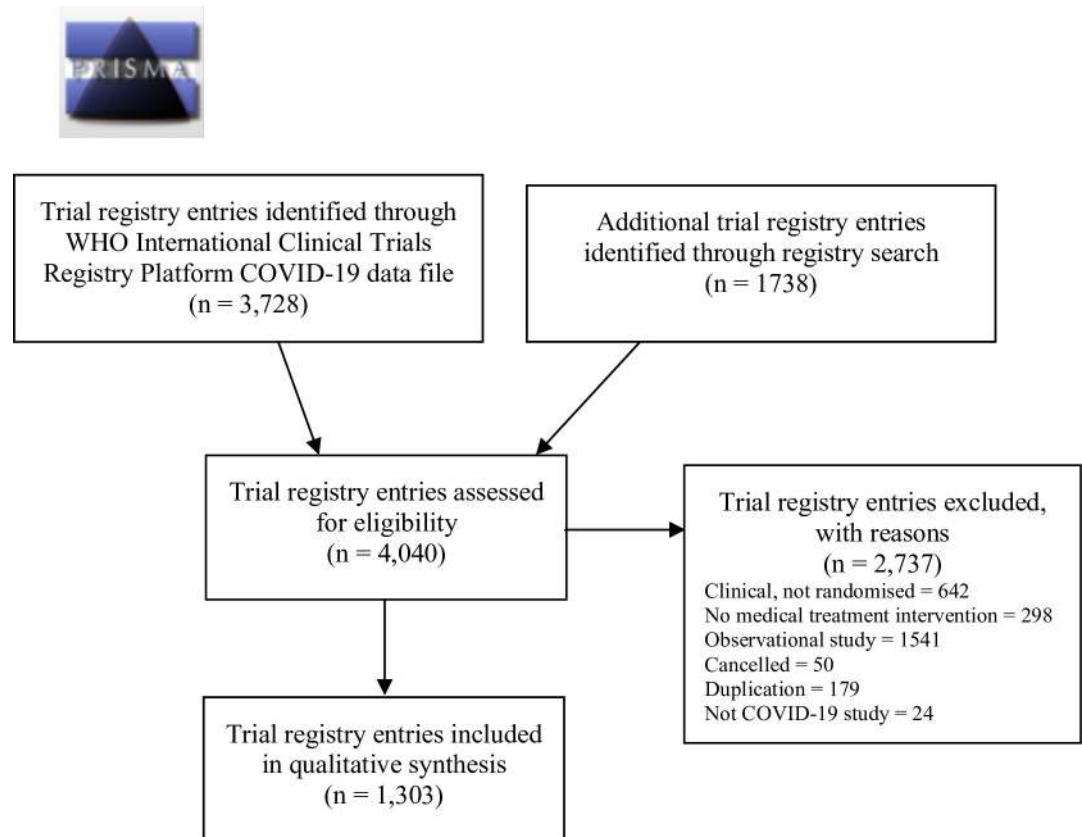 PRISMA
Trial registry entries identified through
WHO International Clinical Trials
Registry Platform COVID-19 data file
(n = 3,728)
Additional trial registry entries
identified through registry search
(n = 1738)
Trial registry entries assessed
for eligibility
(n = 4,040)
Trial registry entries excluded,
with reasons
(n = 2,737)
Clinical, not randomised = 642
No medical treatment intervention = 298
Observational study = 1541
Cancelled = 50
Duplication = 179
Not COVID-19 study = 24
Trial registry entries included
in qualitative synthesis
(n = 1,303)